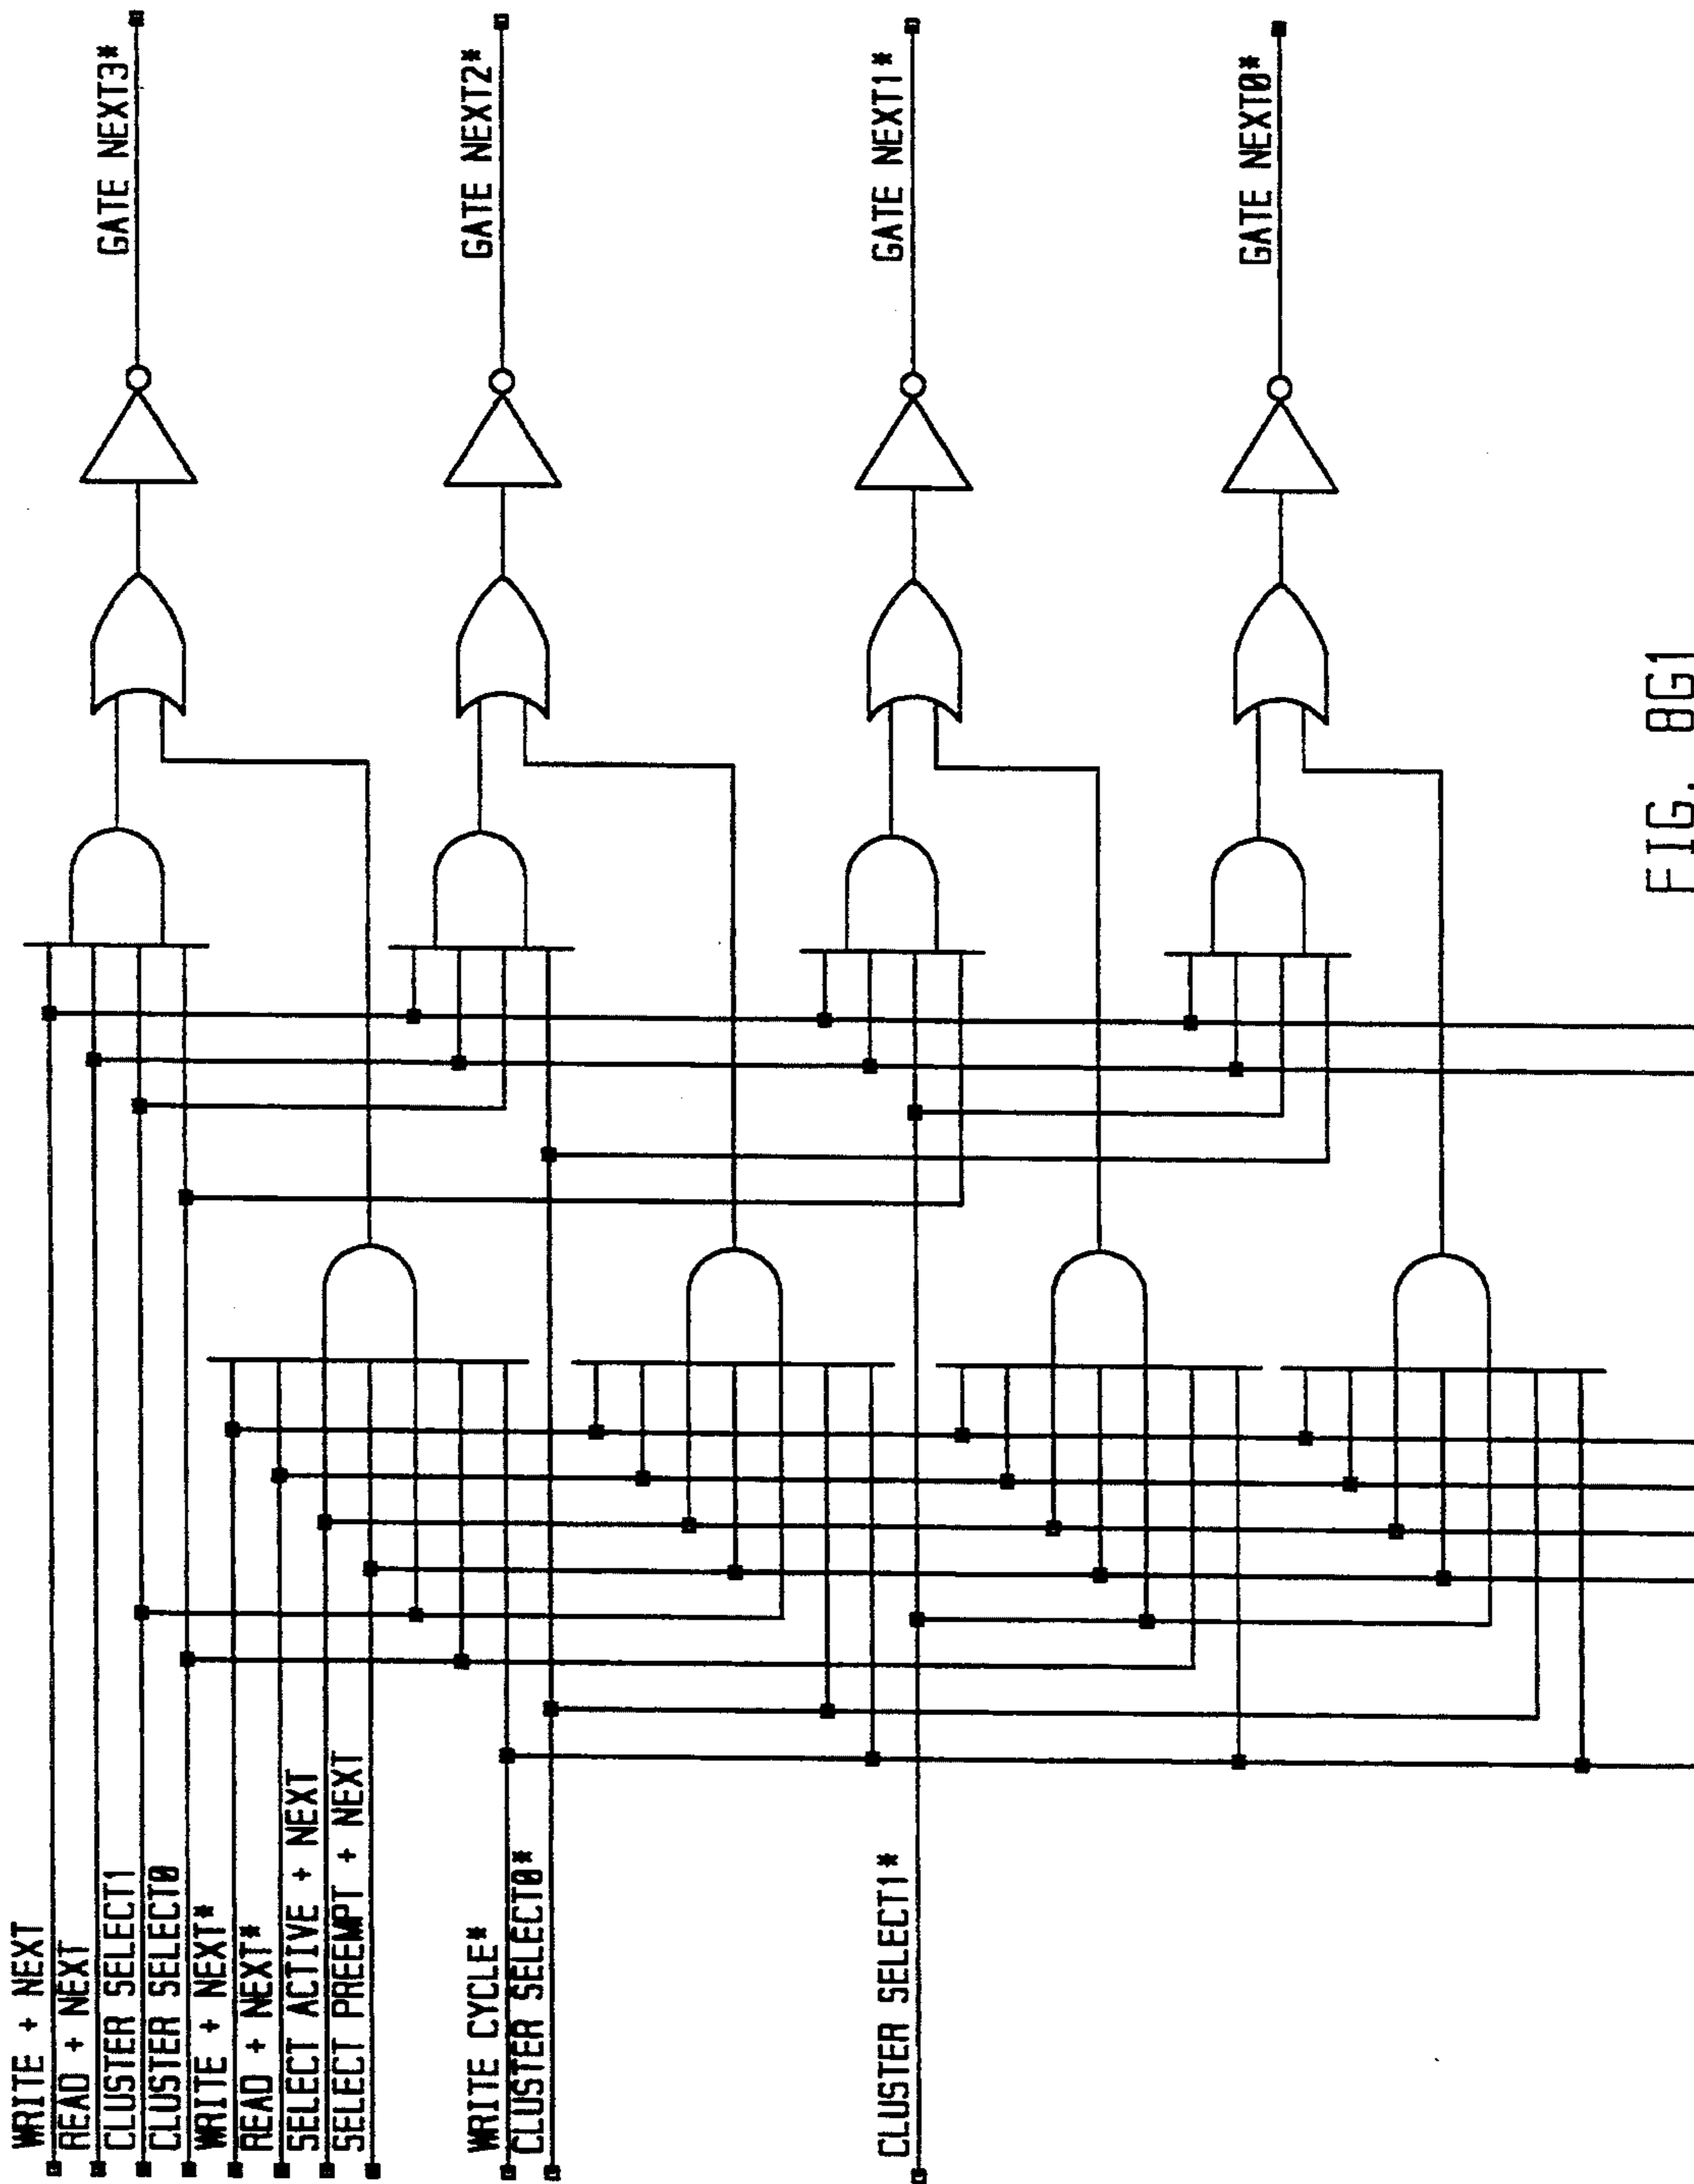 WRITE + NEXT
READ + NEXT
CLUSTER SELECT1
CLUSTER SELECT0
WRITE + NEXT*
READ + NEXT*
SELECT ACTIVE + NEXT
SELECT PREEMPT + NEXT
WRITE CYCLE*
CLUSTER SELECT0*
CLUSTER SELECT1*
GATE NEXT3*
GATE NEXT2*
GATE NEXT1*
GATE NEXT0*
FIG. 8G1